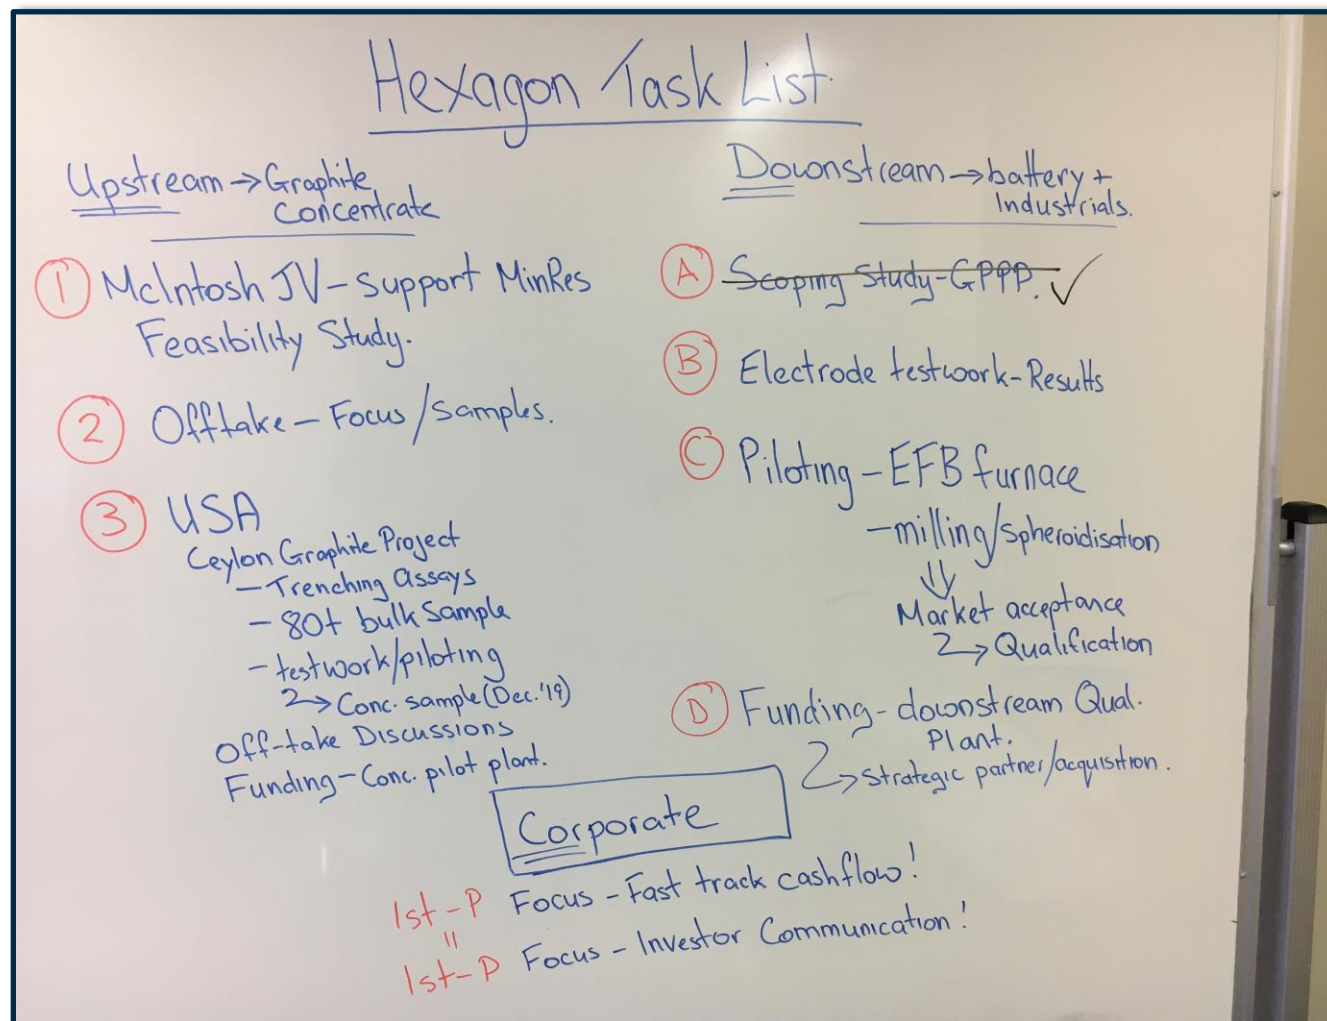 Hexagon Task List.
Upstream → Graphite
Concentrate
① McIntosh JV – Support MinRes
Feasibility Study.
② Offtake – Focus/Samples.
③ USA
Ceylon Graphite Project
– Trenching assays
– 80t bulk Sample
– testwork/piloting
↳ Conc. sample (Dec. '19)
Off-take Discussions
Funding – Conc. pilot plant.
Downstream → battery +
Industrials.
Ⓐ Scoping Study – GPPP. ✓
Ⓑ Electrode testwork – Results
Ⓒ Piloting – EFB furnace
– milling/spheroidisation
⇓
Market acceptance
↳ Qualification
Ⓓ Funding – downstream Qual.
Plant.
↳ Strategic partner/acquisition.
Corporate
1st – P Focus – Fast track cashflow!
=
1st – P Focus – Investor Communication!